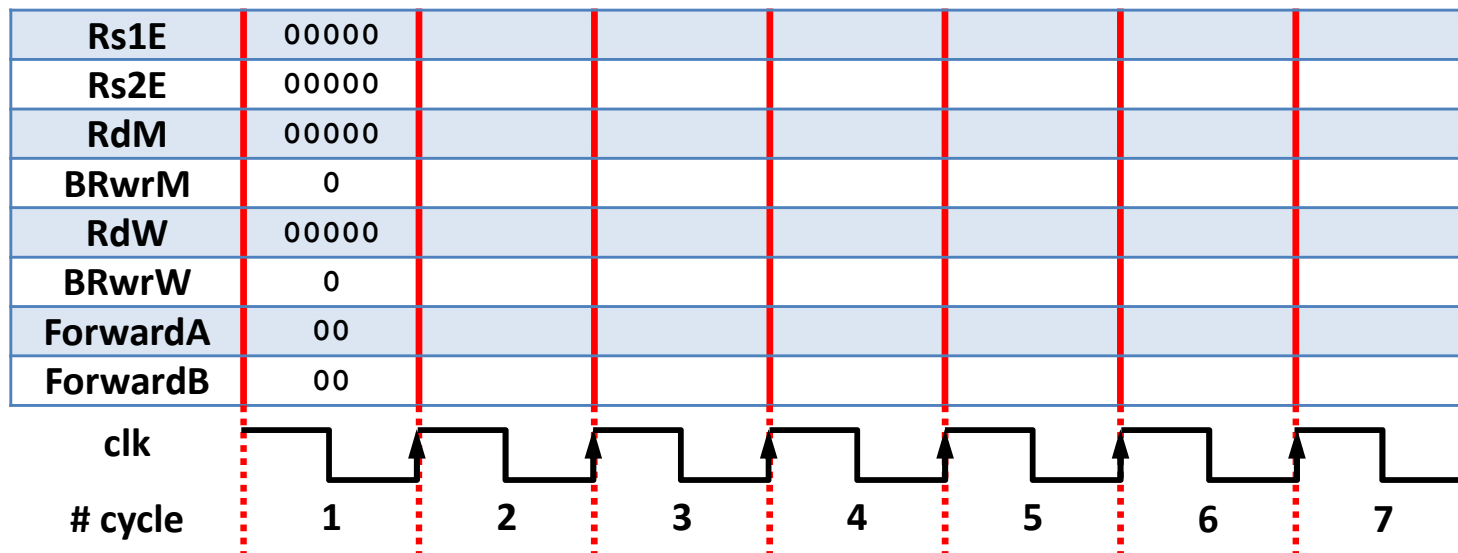 Rs1E 00000
Rs2E 00000
RdM 00000
BRwrM 0
RdW 00000
BRwrW 0
ForwardA 00
ForwardB 00
clk
# cycle 1 2 3 4 5 6 7